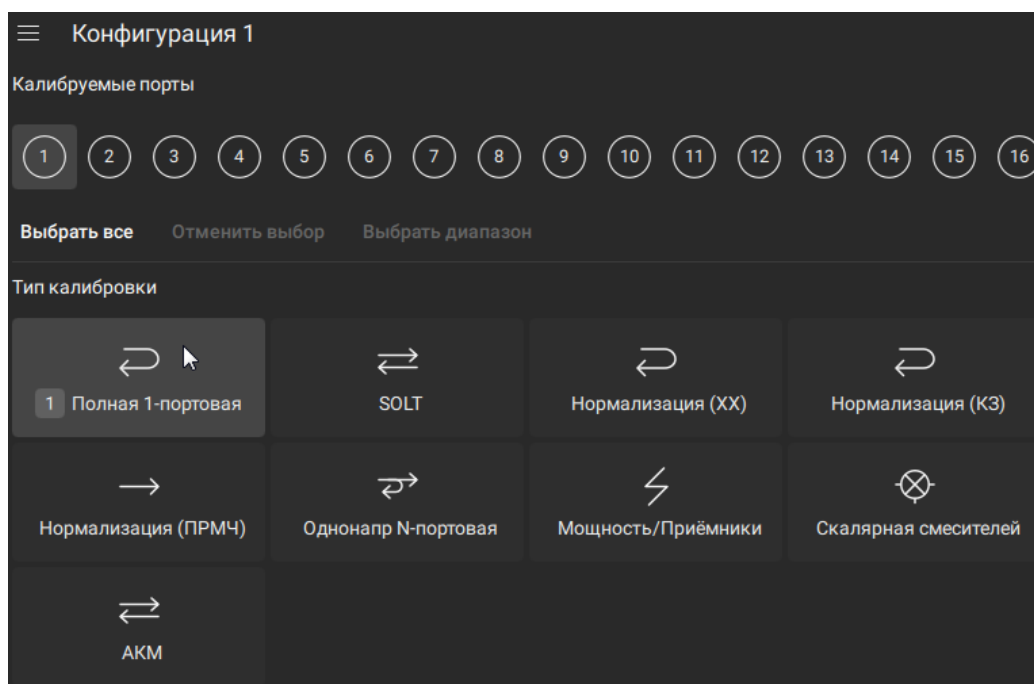 Конфигурация 1
Калибруемые порты
1 2 3 4 5 6 7 8 9 10 11 12 13 14 15 16
Выбрать все Отменить выбор Выбрать диапазон
Тип калибровки
1 Полная 1-портовая SOLT Нормализация (ХХ) Нормализация (КЗ)
Нормализация (ПРМЧ) Однонапр N-портовая Мощность/Приёмники Скалярная смесителей
АКМ